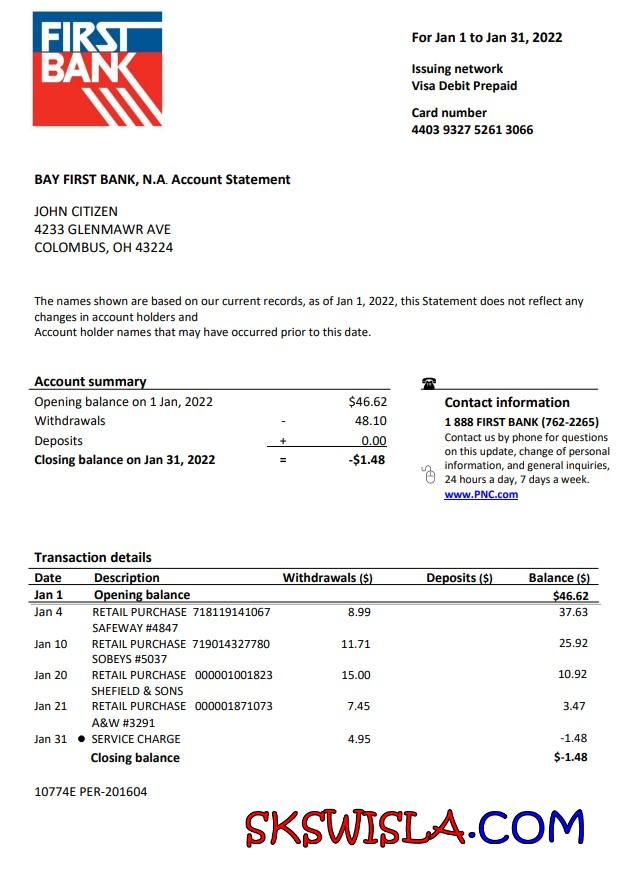 FIRST
BANK
For Jan 1 to Jan 31, 2022
Issuing network
Visa Debit Prepaid
Card number
4403 9327 5261 3066
BAY FIRST BANK, N.A. Account Statement
JOHN CITIZEN
4233 GLENMAWR AVE
COLOMBUS, OH 43224
The names shown are based on our current records, as of Jan 1, 2022, this Statement does not reflect any
changes in account holders and
Account holder names that may have occurred prior to this date.
Account summary
Opening balance on 1 Jan, 2022 $46.62
Withdrawals - 48.10
Deposits + 0.00
Closing balance on Jan 31, 2022 = -$1.48
Contact information
1 888 FIRST BANK (762-2265)
Contact us by phone for questions
on this update, change of personal
information, and general inquiries,
24 hours a day, 7 days a week.
www.PNC.com
Transaction details
Date Description Withdrawals ($) Deposits ($) Balance ($)
Jan 1 Opening balance $46.62
Jan 4 RETAIL PURCHASE 718119141067 8.99 37.63
SAFEWAY #4847
Jan 10 RETAIL PURCHASE 719014327780 11.71 25.92
SOBEYS #5037
Jan 20 RETAIL PURCHASE 000001001823 15.00 10.92
SHEFIELD & SONS
Jan 21 RETAIL PURCHASE 000001871073 7.45 3.47
A&W #3291
Jan 31 ● SERVICE CHARGE 4.95 -1.48
Closing balance $-1.48
10774E PER-201604
SKSWISLA.COM